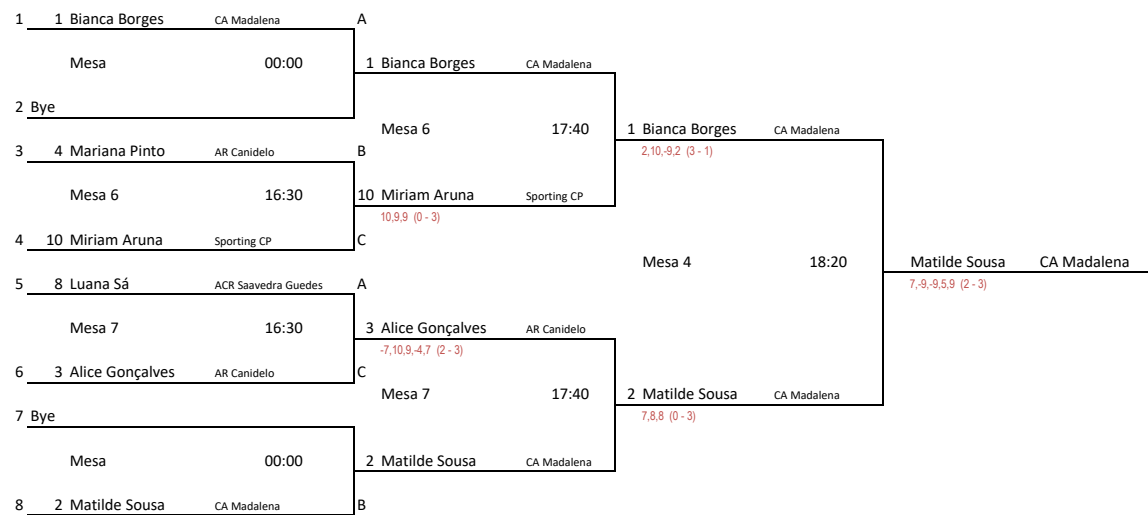 1 1 Bianca Borges CA Madalena A
Mesa 00:00 1 Bianca Borges CA Madalena
2 Bye
Mesa 6 17:40 1 Bianca Borges CA Madalena
3 4 Mariana Pinto AR Canidelo B 2,10,-9,2 (3 - 1)
Mesa 6 16:30 10 Miriam Aruna Sporting CP
10,9,9 (0 - 3)
4 10 Miriam Aruna Sporting CP C
Mesa 4 18:20 Matilde Sousa CA Madalena
5 8 Luana Sá ACR Saavedra Guedes A 7,-9,-9,5,9 (2 - 3)
Mesa 7 16:30 3 Alice Gonçalves AR Canidelo
-7,10,9,-4,7 (2 - 3)
6 3 Alice Gonçalves AR Canidelo C
Mesa 7 17:40 2 Matilde Sousa CA Madalena
7 Bye 7,8,8 (0 - 3)
Mesa 00:00 2 Matilde Sousa CA Madalena
8 2 Matilde Sousa CA Madalena B